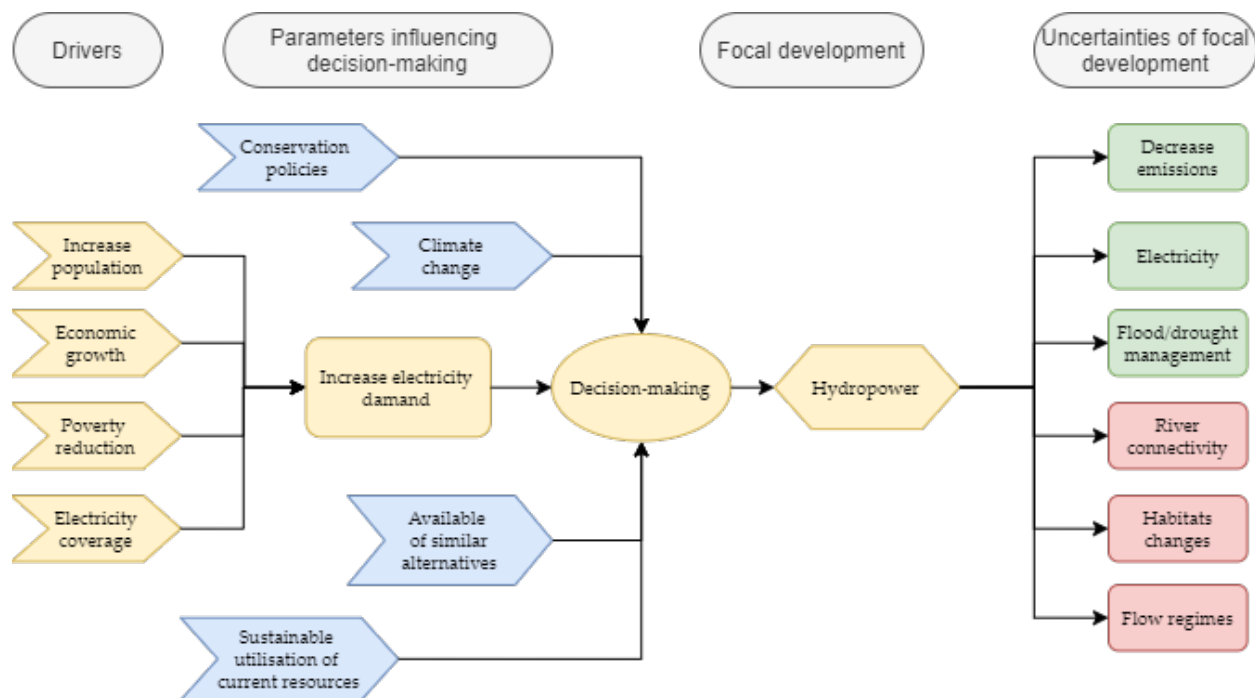 Drivers
Parameters influencing
decision-making
Focal development
Uncertainties of focal
development
Conservation
policies
Climate
change
Increase
population
Economic
growth
Poverty
reduction
Electricity
coverage
Increase electricity
damand
Decision-making
Hydropower
Available
of similar
alternatives
Sustainable
utilisation of
current resources
Decrease
emissions
Electricity
Flood/drought
management
River
connectivity
Habitats
changes
Flow regimes